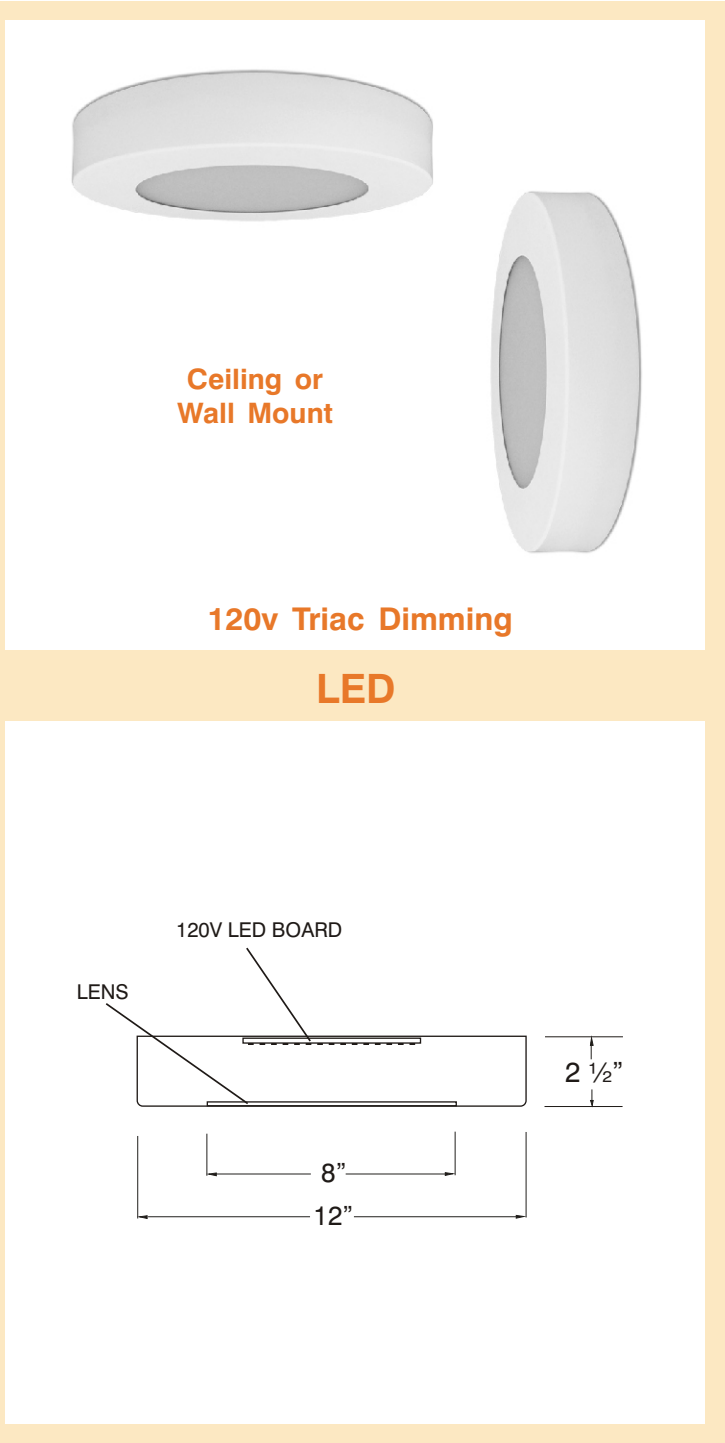 Ceiling or
Wall Mount
120v Triac Dimming
LED
120V LED BOARD
LENS
2 ½”
8”
12”